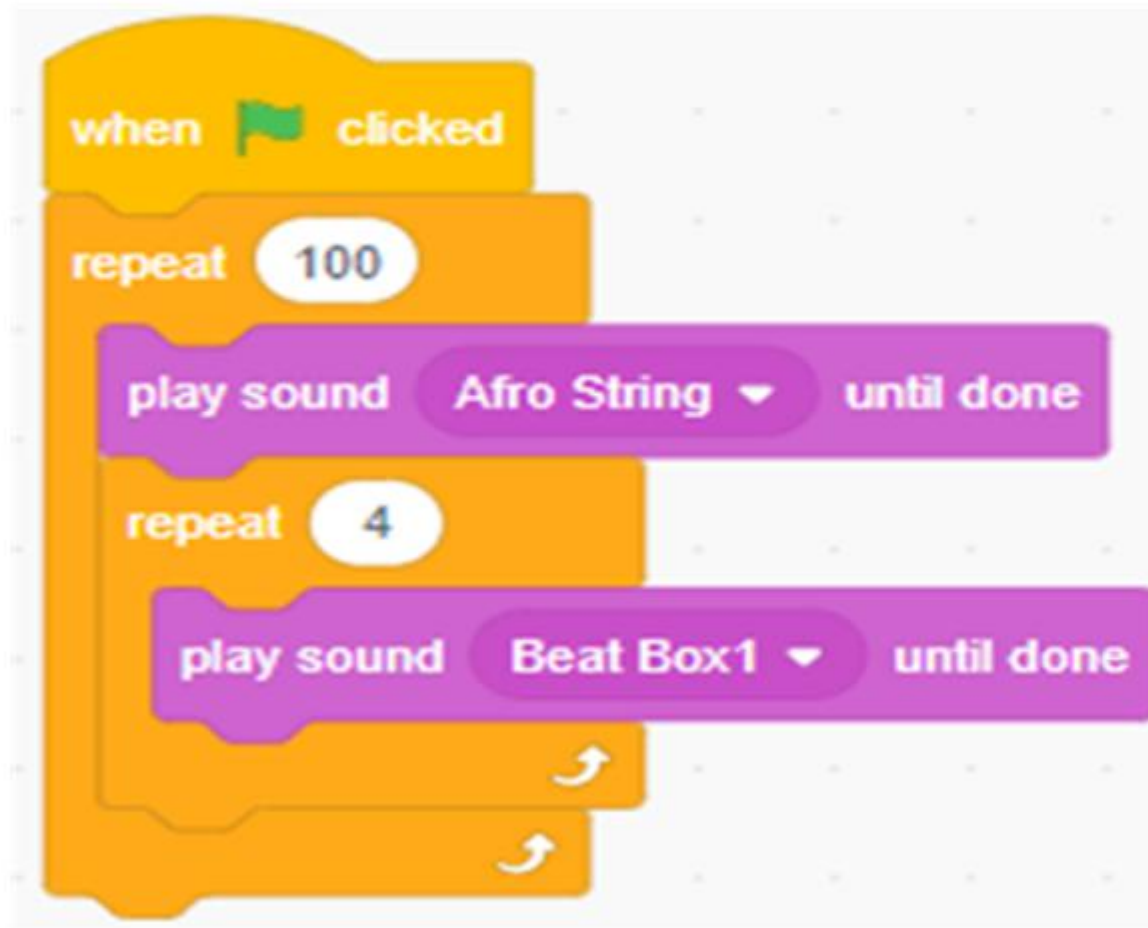 when clicked
repeat 100
play sound Afro String until done
repeat 4
play sound Beat Box1 until done